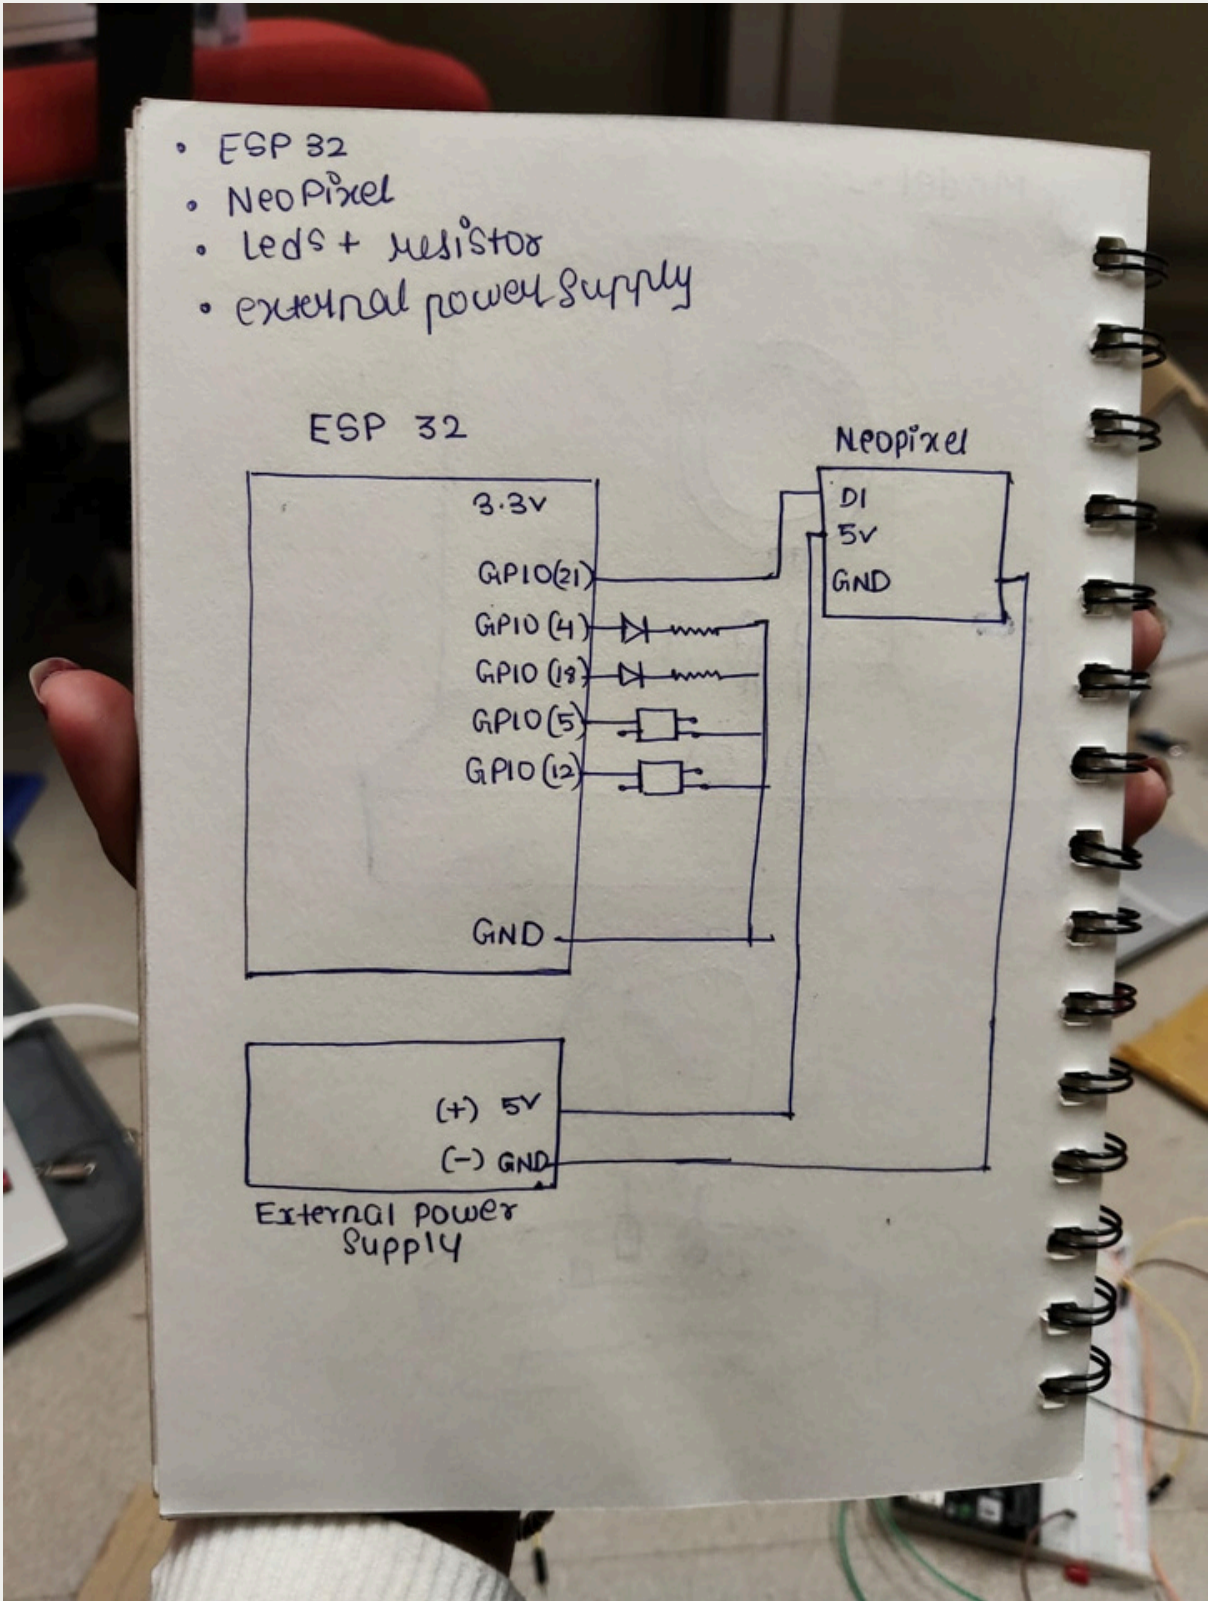 • ESP 32
• NeoPixel
• Leds + resistor
• external power supply
ESP 32
Neopixel
3.3V
DI
5V
GPIO(21)
GND
GPIO (4)
GPIO (18)
GPIO (5)
GPIO (12)
GND
(+) 5V
(-) GND
External power
Supply